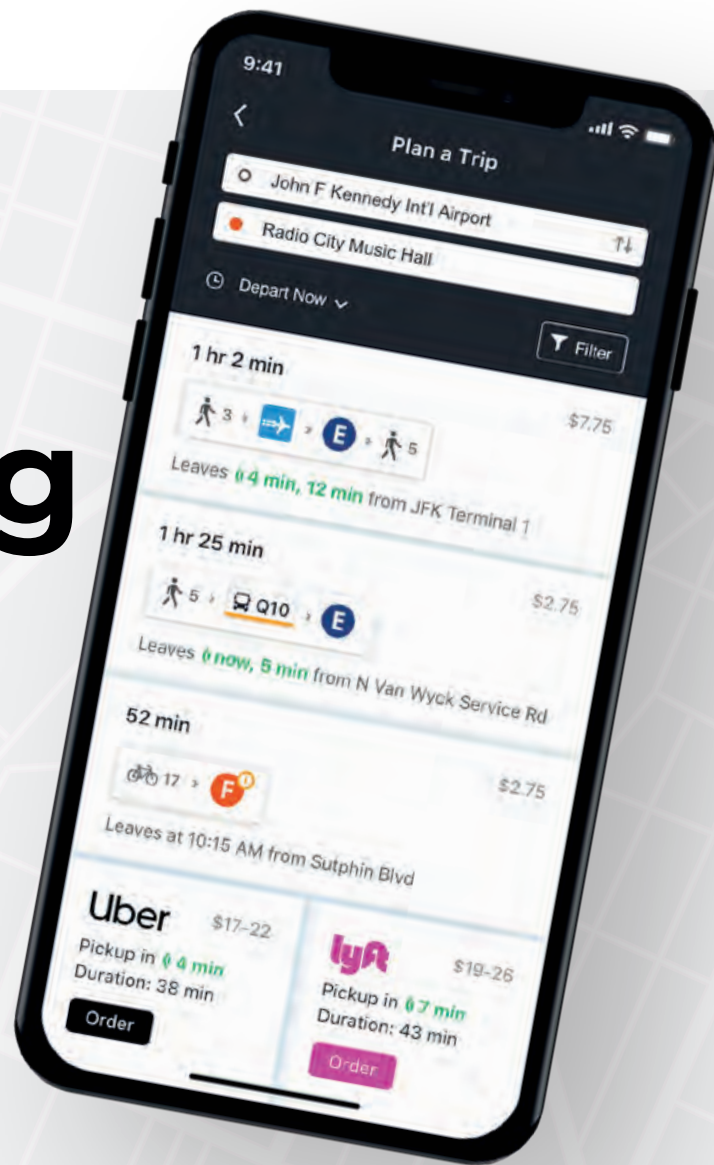 9:41
Plan a Trip
John F Kennedy Int'l Airport
Radio City Music Hall
Depart Now
Filter
1 hr 2 min
$7.75
3 E 5
Leaves 4 min, 12 min from JFK Terminal 1
g
1 hr 25 min
$2.75
5 Q10 E
Leaves now, 5 min from N Van Wyck Service Rd
52 min
$2.75
17 F
Leaves at 10:15 AM from Sutphin Blvd
Uber $17-22
Pickup in 4 min
Duration: 38 min
Order
lyft $19-26
Pickup in 7 min
Duration: 43 min
Order